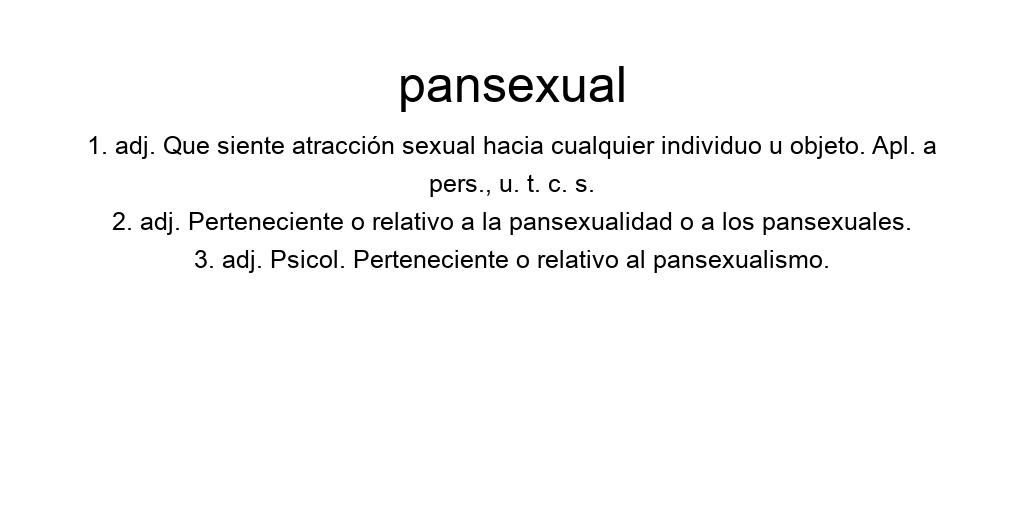 pansexual
1. adj. Que siente atracción sexual hacia cualquier individuo u objeto. Apl. a
pers., u. t. c. s.
2. adj. Perteneciente o relativo a la pansexualidad o a los pansexuales.
3. adj. Psicol. Perteneciente o relativo al pansexualismo.